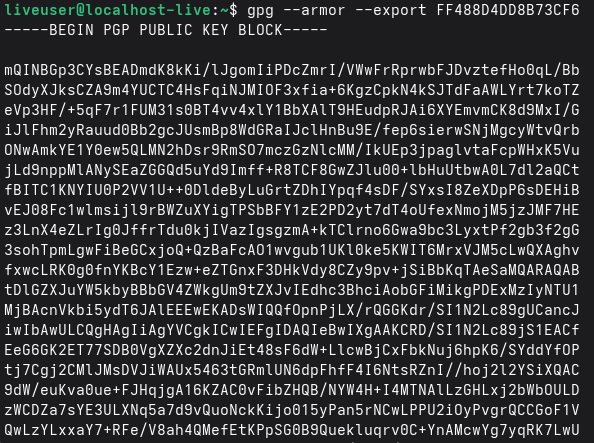 liveuser@localhost-live:~$ gpg --armor --export FF488D4DD8B73CF6
-----BEGIN PGP PUBLIC KEY BLOCK-----
mQINBGp3CYsBEADmdK8kKi/lJgomIiPDcZmrI/VWwFrRprwbFJDvztefHo0qL/Bb
SOdyXJksCZA9m4YUCTC4HsFqiNJMIOF3xfia+6KgzCpkN4kSJTdFaAWLYrt7koTZ
eVp3HF/+5qF7r1FUM31s0BT4vv4xlY1BbXAlT9HEudpRJAi6XYEmvmCK8d9MxI/G
iJlFhm2yRauud0Bb2gcJUsmBp8WdGRaIJclHnBu9E/fep6sierwSNjMgcyWtvQrb
ONwAmkYE1Y0ew5QLMN2hDsr9RmSO7mczGzNlcMM/IkUEp3jpaglvtaFcpWHxK5Vu
jLd9nppMlANySEaZGGQd5uYd9Imff+R8TCF8GwZJlu00+lbHuUtbwA0L7dl2aQCt
fBITC1KNYIU0P2VV1U++0DldeByLuGrtZDhIYpqf4sDF/SYxsI8ZeXDpP6sDEHiB
vEJ08Fc1wlmsijl9rBWZuXYigTPSbBFY1zE2PD2yt7dT4oUfexNmojM5jzJMF7HE
z3LnX4eZLrIg0JffrTdu0kjIVazIgsgzmA+kTClrno6Gwa9bc3LyxtPf2gb3f2gG
3sohTpmLgwFiBeGCxjoQ+QzBaFcAO1wvgub1UKl0ke5KWIT6MrxVJM5cLwQXAghv
fxwcLRK0g0fnYKBcY1Ezw+eZTGnxF3DHkVdy8CZy9pv+jSiBbKqTAeSaMQARAQAB
tDlGZXJuYW5kbyBBbGV4ZWkgUm9tZXJvIEdhc3BhciAobGFiMikgPDExMzIyNTU1
MjBAcnVkbi5ydT6JAlEEEwEKADsWIQQfOpnPjLX/rQGGKdr/SI1N2Lc89gUCancJ
iwIbAwULCQgHAgIiAgYVCgkICwIEFgIDAQIeBwIXgAAKCRD/SI1N2Lc89jS1EACf
EeG6GK2ET77SDB0VgXZXc2dnJiEt48sF6dW+LlcwBjCxFbkNuj6hpK6/SYddYfOP
tj7Cgj2CMlJMsDVJiWAUx5463tGRmlUN6dpFhfF4I6NtsRZnI//hoj2l2YSiXQAC
9dW/euKva0ue+FJHqjgA16KZAC0vFibZHQB/NYW4H+I4MTNAlLzGHLxj2bWbOULD
zWCDZa7sYE3ULXNq5a7d9vQuoNckKijo015yPan5rNCwLPPU2iOyPvgrQCCGoF1V
QwLzYLxxaY7+RFe/V8ah4QMefEtKPpSG0B9Quekluqrv0C+YnAMcwYg7yqRK7LwU